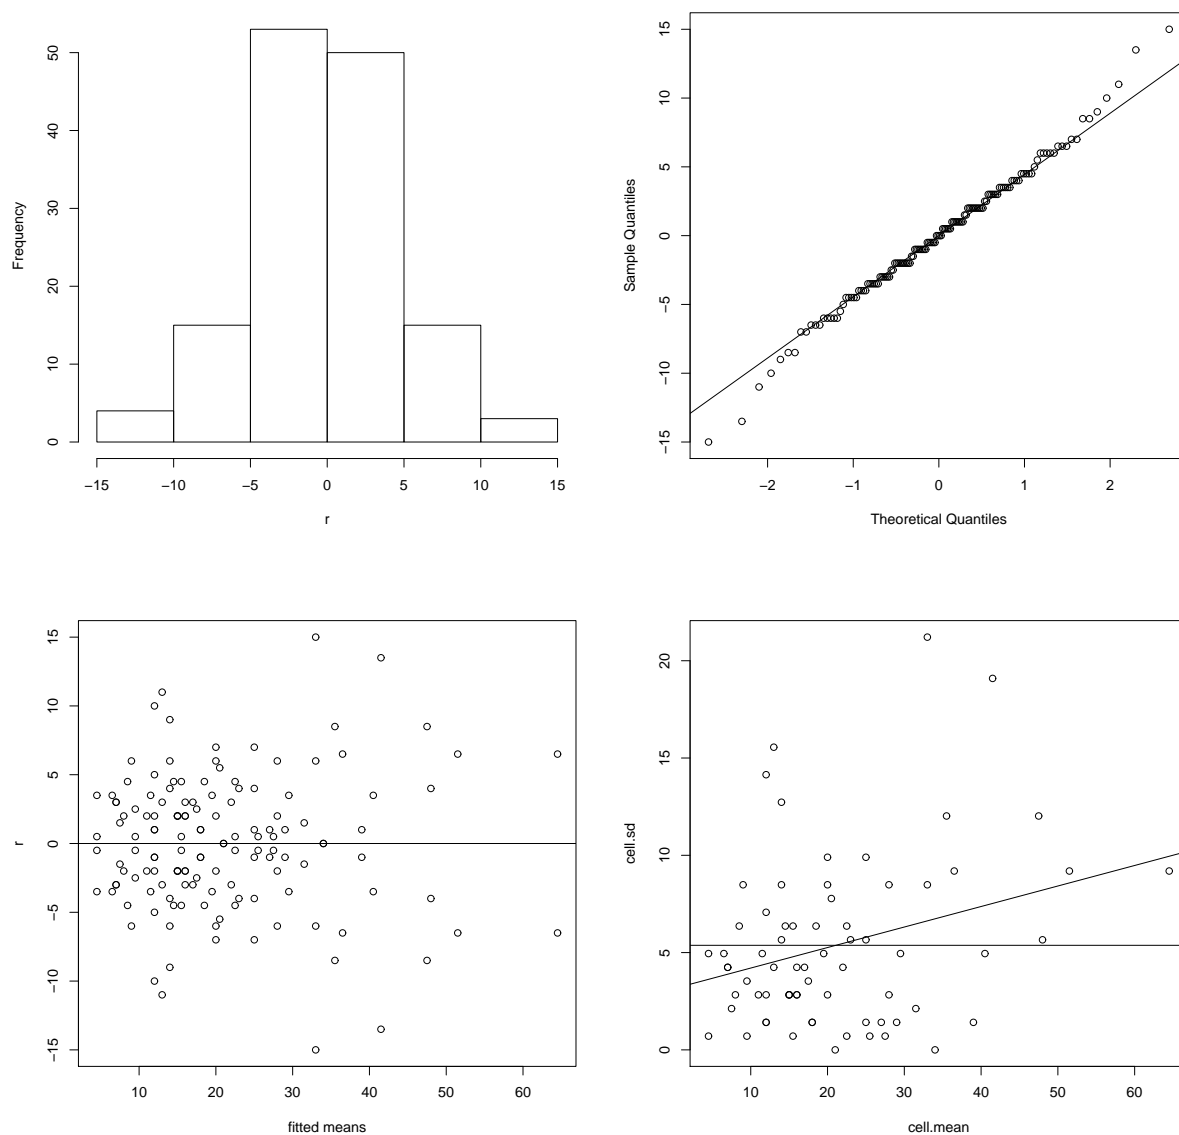 Frequency
50
40
30
20
10
0
−15 −10 −5 0 5 10 15
r
Sample Quantiles
15
10
5
0
−5
−10
−15
−2 −1 0 1 2
Theoretical Quantiles
r
15
10
5
0
−5
−10
−15
10 20 30 40 50 60
fitted means
cell.sd
20
15
10
5
0
10 20 30 40 50 60
cell.mean